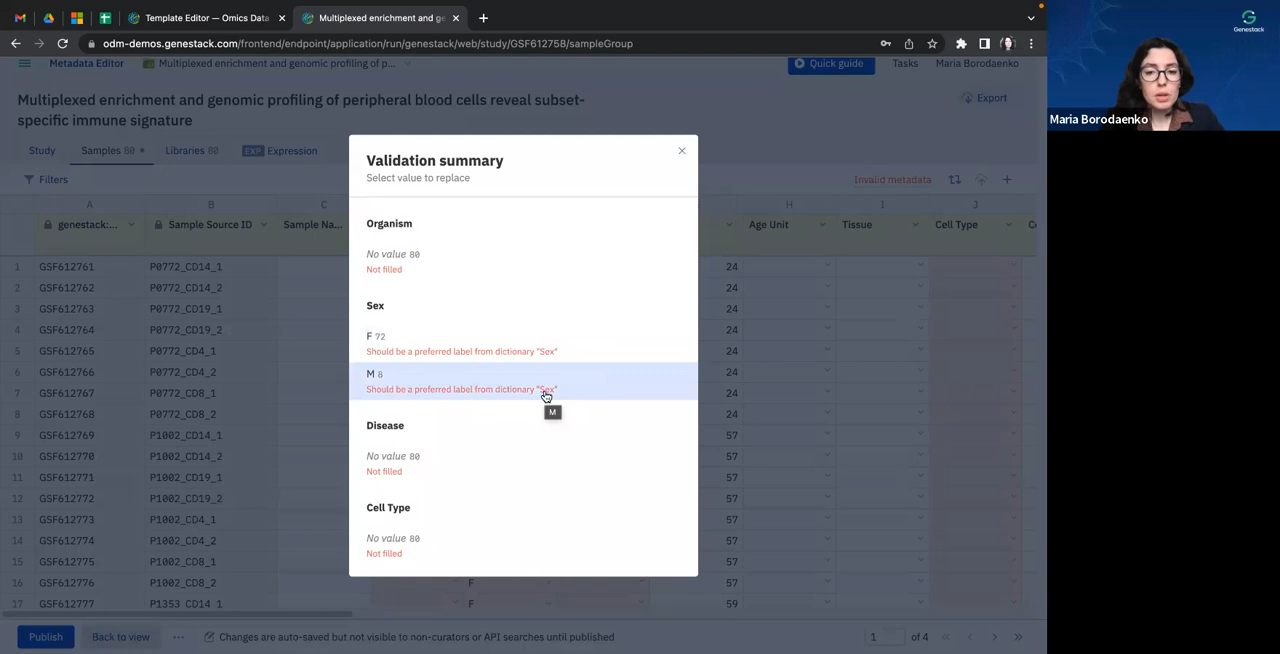 Template Editor — Omics Data
Multiplexed enrichment and ge
odm-demos.genestack.com/frontend/endpoint/application/run/genestack/web/study/GSF612758/sampleGroup
Genestack
Maria Borodaenko
Metadata Editor
Multiplexed enrichment and genomic profiling of p...
Quick guide
Tasks
Maria Borodaenko
Multiplexed enrichment and genomic profiling of peripheral blood cells reveal subset-
specific immune signature
Export
Study
Samples 80
Libraries 80
EXP Expression
Filters
Invalid metadata
A B C H I J
genestack:... Sample Source ID Sample Na... Age Unit Tissue Cell Type
1 GSF612761 P0772_CD14_1 24
2 GSF612762 P0772_CD14_2 24
3 GSF612763 P0772_CD19_1 24
4 GSF612764 P0772_CD19_2 24
5 GSF612765 P0772_CD4_1 24
6 GSF612766 P0772_CD4_2 24
7 GSF612767 P0772_CD8_1 24
8 GSF612768 P0772_CD8_2 24
9 GSF612769 P1002_CD14_1 57
10 GSF612770 P1002_CD14_2 57
11 GSF612771 P1002_CD19_1 57
12 GSF612772 P1002_CD19_2 57
13 GSF612773 P1002_CD4_1 57
14 GSF612774 P1002_CD4_2 57
15 GSF612775 P1002_CD8_1 57
16 GSF612776 P1002_CD8_2 F 57
17 GSF612777 P1353_CD14_1 F 59
Validation summary
Select value to replace
Organism
No value 80
Not filled
Sex
F 72
Should be a preferred label from dictionary "Sex"
M 8
Should be a preferred label from dictionary "Sex"
M
Disease
No value 80
Not filled
Cell Type
No value 80
Not filled
Publish
Back to view
Changes are auto-saved but not visible to non-curators or API searches until published
1 of 4